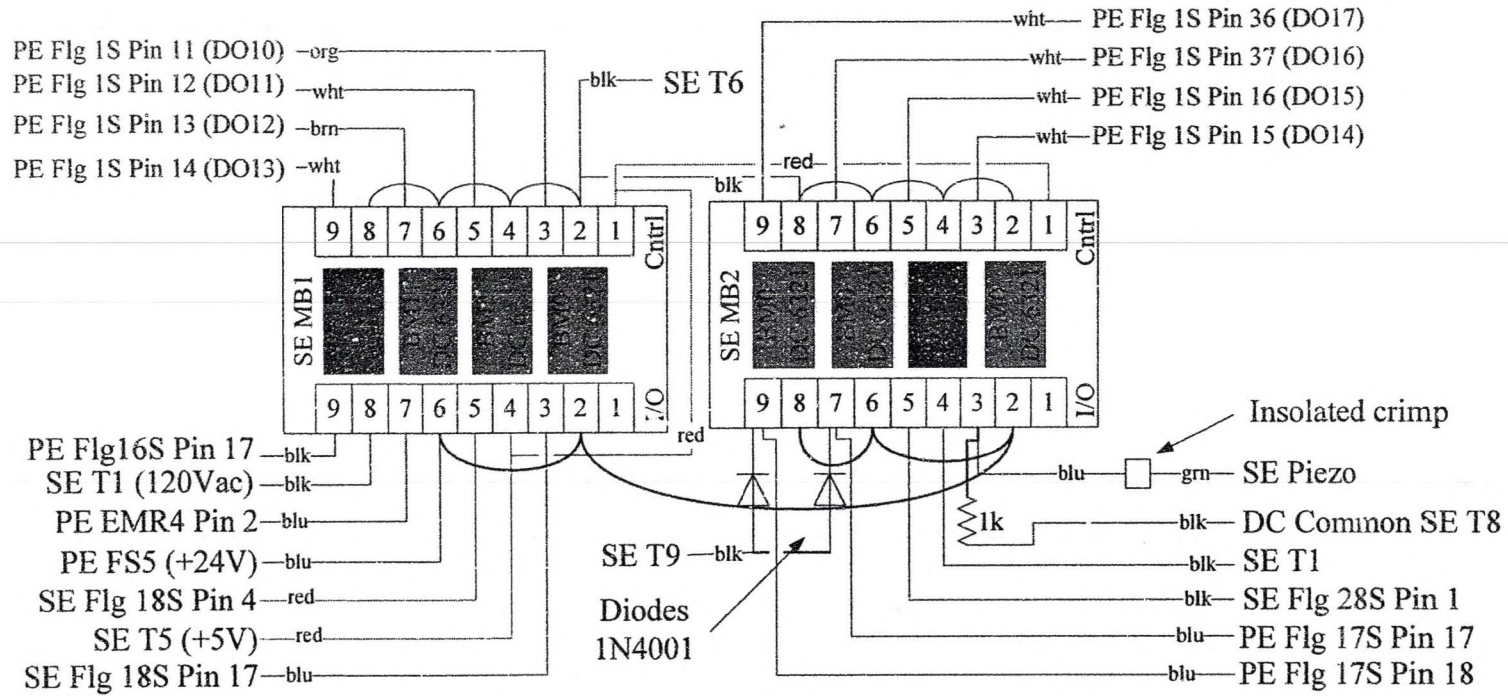 PE Flg 1S Pin 11 (DO10) org
PE Flg 1S Pin 12 (DO11) wht
PE Flg 1S Pin 13 (DO12) brn
PE Flg 1S Pin 14 (DO13) wht
blk SE T6
wht PE Flg 1S Pin 36 (DO17)
wht PE Flg 1S Pin 37 (DO16)
wht PE Flg 1S Pin 16 (DO15)
wht PE Flg 1S Pin 15 (DO14)
red
blk
9 8 7 6 5 4 3 2 1 Cntrl
SE MB1
9 8 7 6 5 4 3 2 1 I/O
9 8 7 6 5 4 3 2 1 Cntrl
SE MB2
DC 6321
DC 6321
DC 6321
9 8 7 6 5 4 3 2 1 I/O
red
PE Flg16S Pin 17 blk
SE T1 (120Vac) blk
PE EMR4 Pin 2 blu
PE FS5 (+24V) blu
SE Flg 18S Pin 4 red
SE T5 (+5V) red
SE Flg 18S Pin 17 blu
SE T9 blk
Diodes
1N4001
Insolated crimp
blu grn SE Piezo
1k
blk DC Common SE T8
blk SE T1
blk SE Flg 28S Pin 1
blu PE Flg 17S Pin 17
blu PE Flg 17S Pin 18